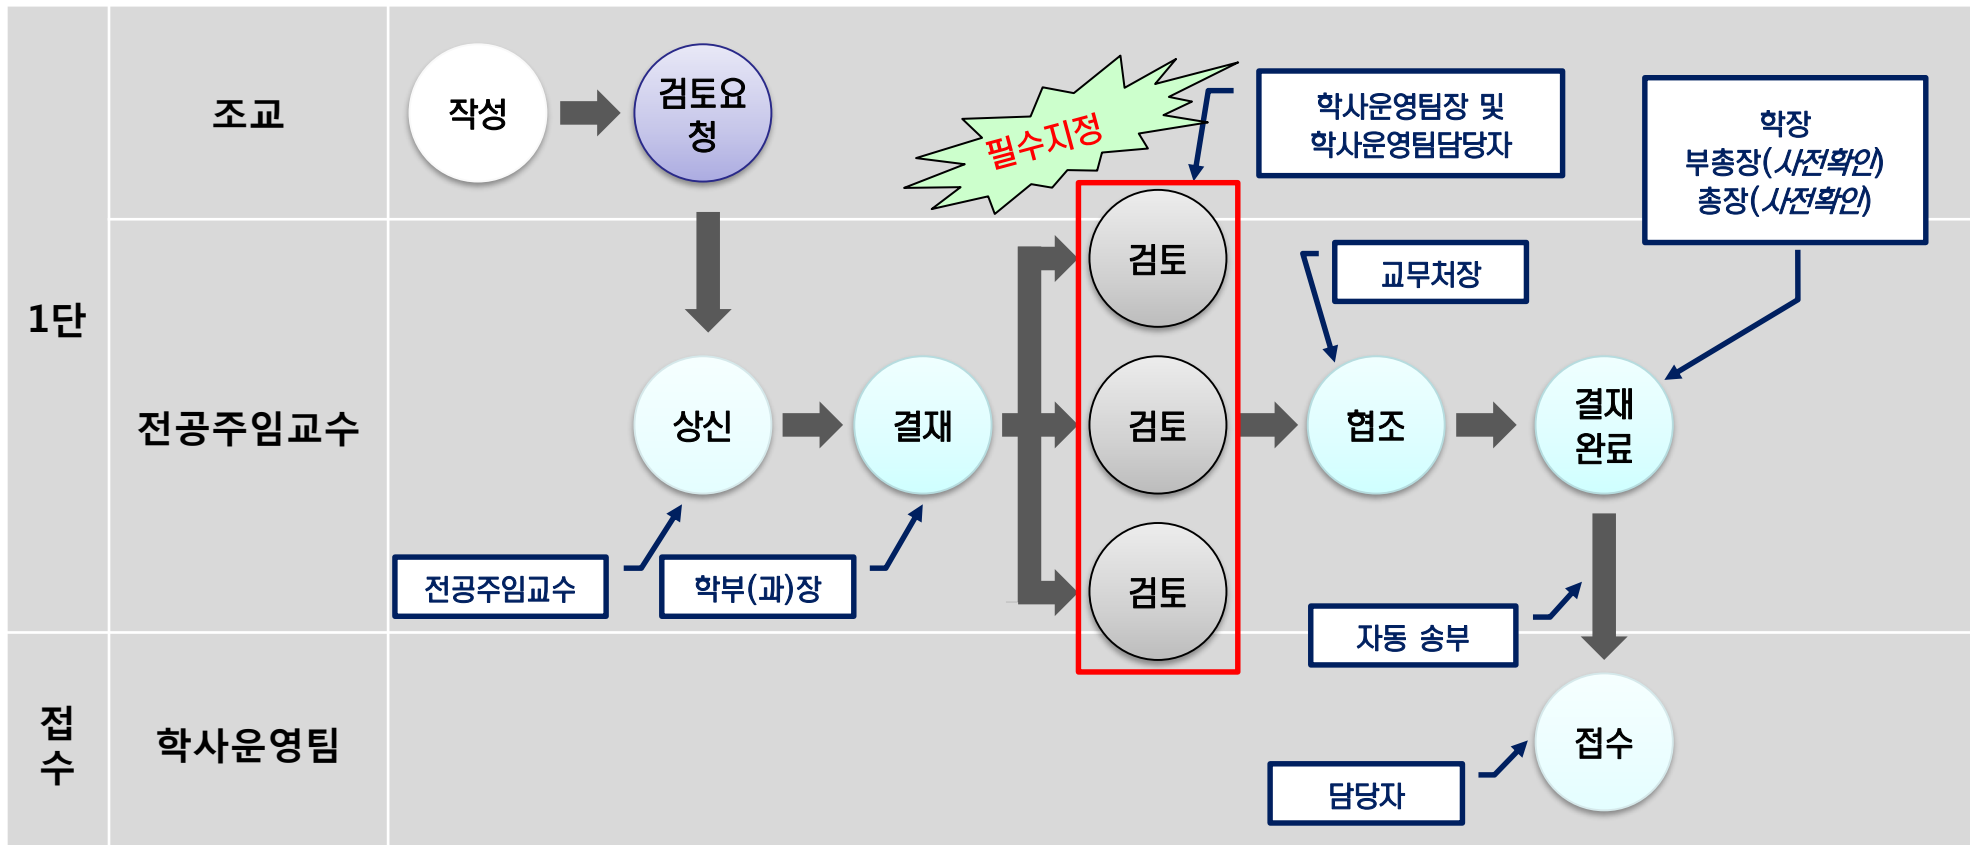 1단
조교
작성
검토요
청
필수지정
학사운영팀장 및
학사운영팀담당자
학장
부총장(사전확인)
총장(사전확인)
전공주임교수
상신
결재
검토
검토
검토
교무처장
협조
결재
완료
전공주임교수
학부(과)장
자동 송부
접
수
학사운영팀
접수
담당자